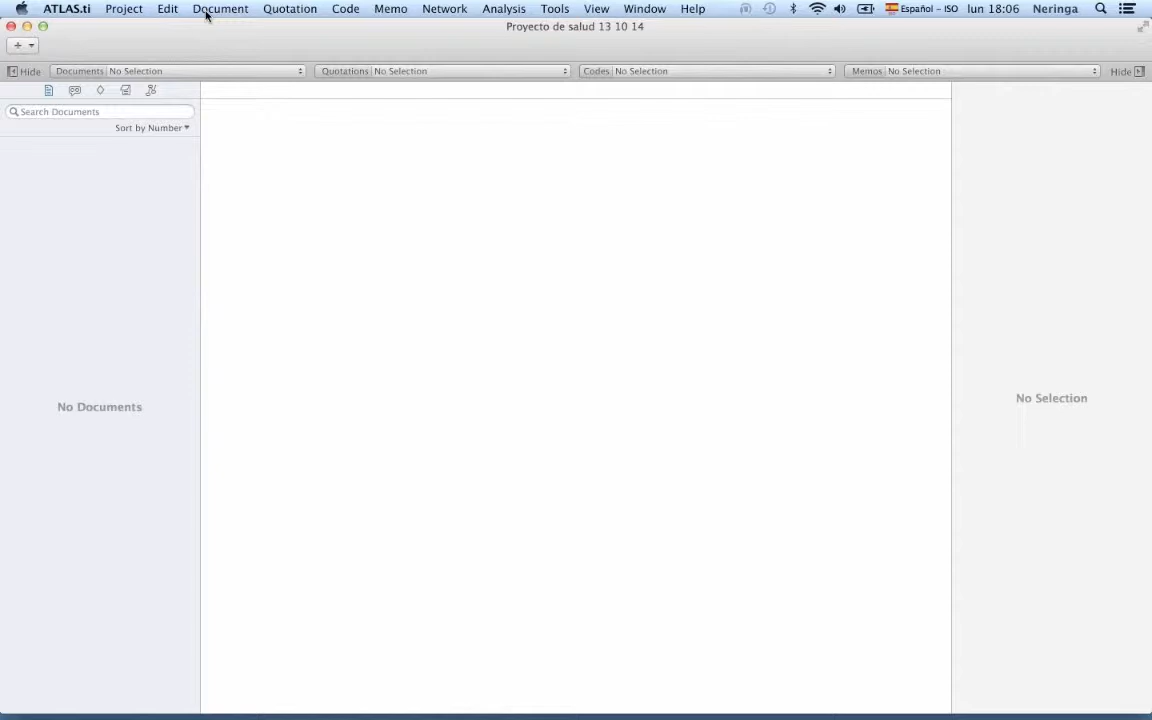 ATLAS.ti Project Edit Document Quotation Code Memo Network Analysis Tools View Window Help Español - ISO lun 18:06 Neringa
Proyecto de salud 13 10 14
+
Hide Documents No Selection Quotations No Selection Codes No Selection Memos No Selection Hide
Search Documents
Sort by Number
No Documents
No Selection